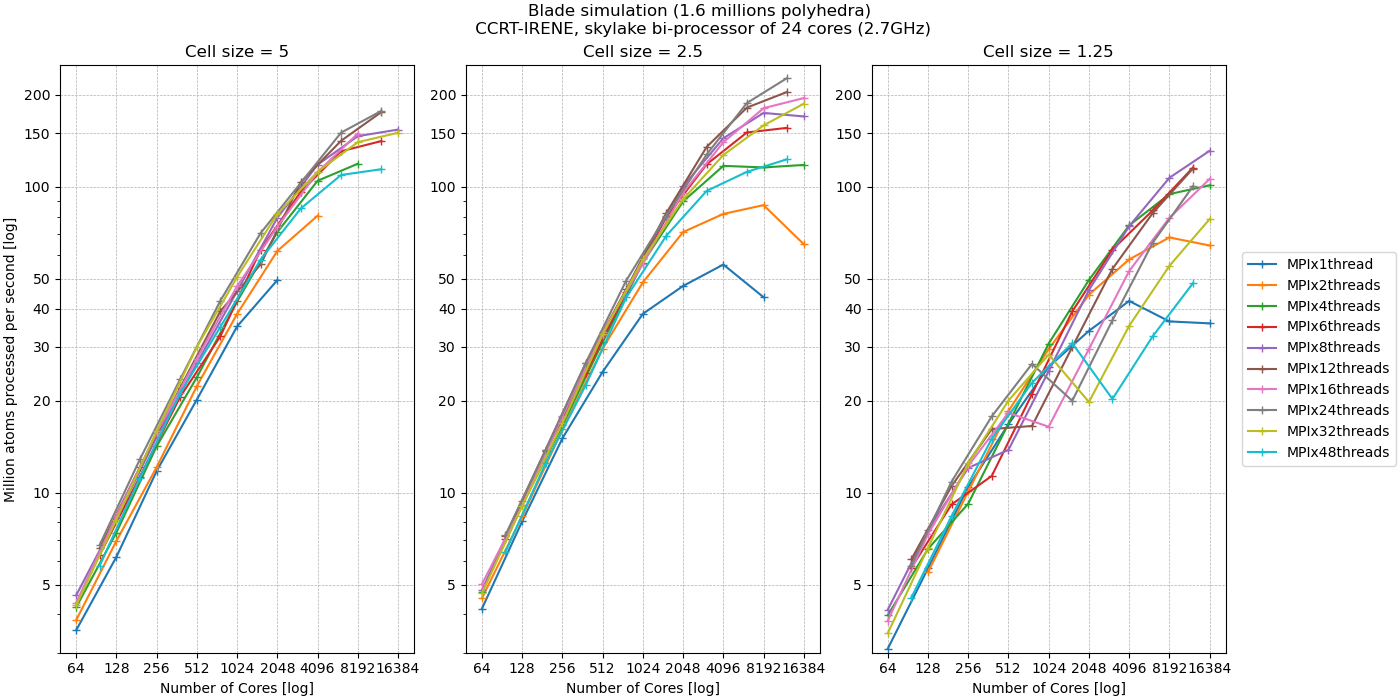 Blade simulation (1.6 millions polyhedra)
CCRT-IRENE, skylake bi-processor of 24 cores (2.7GHz)
Cell size = 5
Cell size = 2.5
Cell size = 1.25
Million atoms processed per second [log]
200
150
100
50
40
30
20
10
5
64 128 256 512 1024 2048 4096 8192 16384
Number of Cores [log]
200
150
100
50
40
30
20
10
5
64 128 256 512 1024 2048 4096 8192 16384
Number of Cores [log]
200
150
100
50
40
30
20
10
5
64 128 256 512 1024 2048 4096 8192 16384
Number of Cores [log]
MPIx1thread
MPIx2threads
MPIx4threads
MPIx6threads
MPIx8threads
MPIx12threads
MPIx16threads
MPIx24threads
MPIx32threads
MPIx48threads